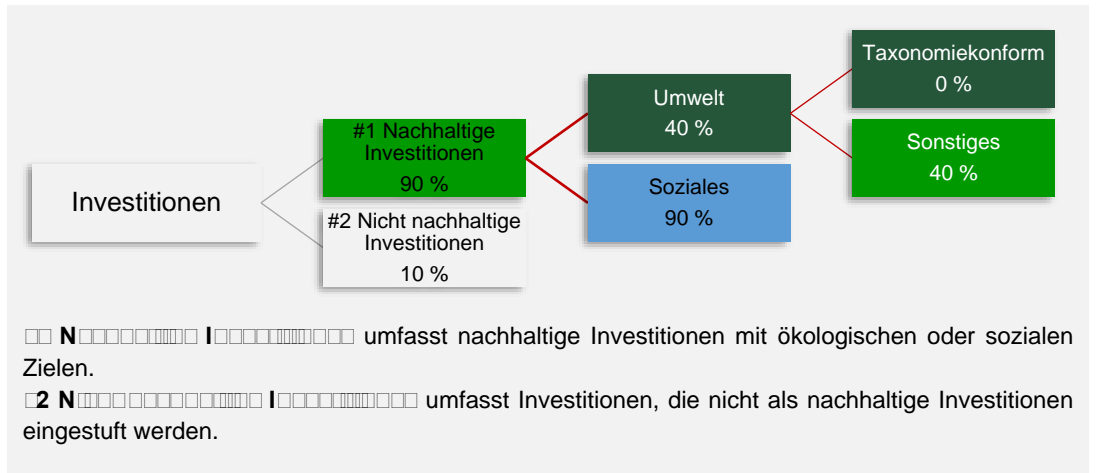 Investitionen
#1 Nachhaltige
Investitionen
90 %
#2 Nicht nachhaltige
Investitionen
10 %
Umwelt
40 %
Soziales
90 %
Taxonomiekonform
0 %
Sonstiges
40 %
umfasst nachhaltige Investitionen mit ökologischen oder sozialen
Zielen.
umfasst Investitionen, die nicht als nachhaltige Investitionen
eingestuft werden.